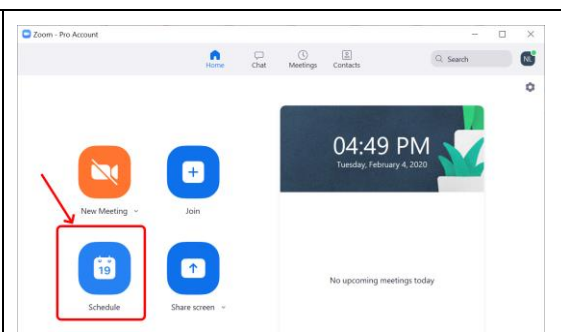 Zoom - Pro Account
Home Chat Meetings Contacts
Search
NL
04:49 PM
Tuesday, February 4, 2020
New Meeting
Join
19
Schedule
Share screen
No upcoming meetings today